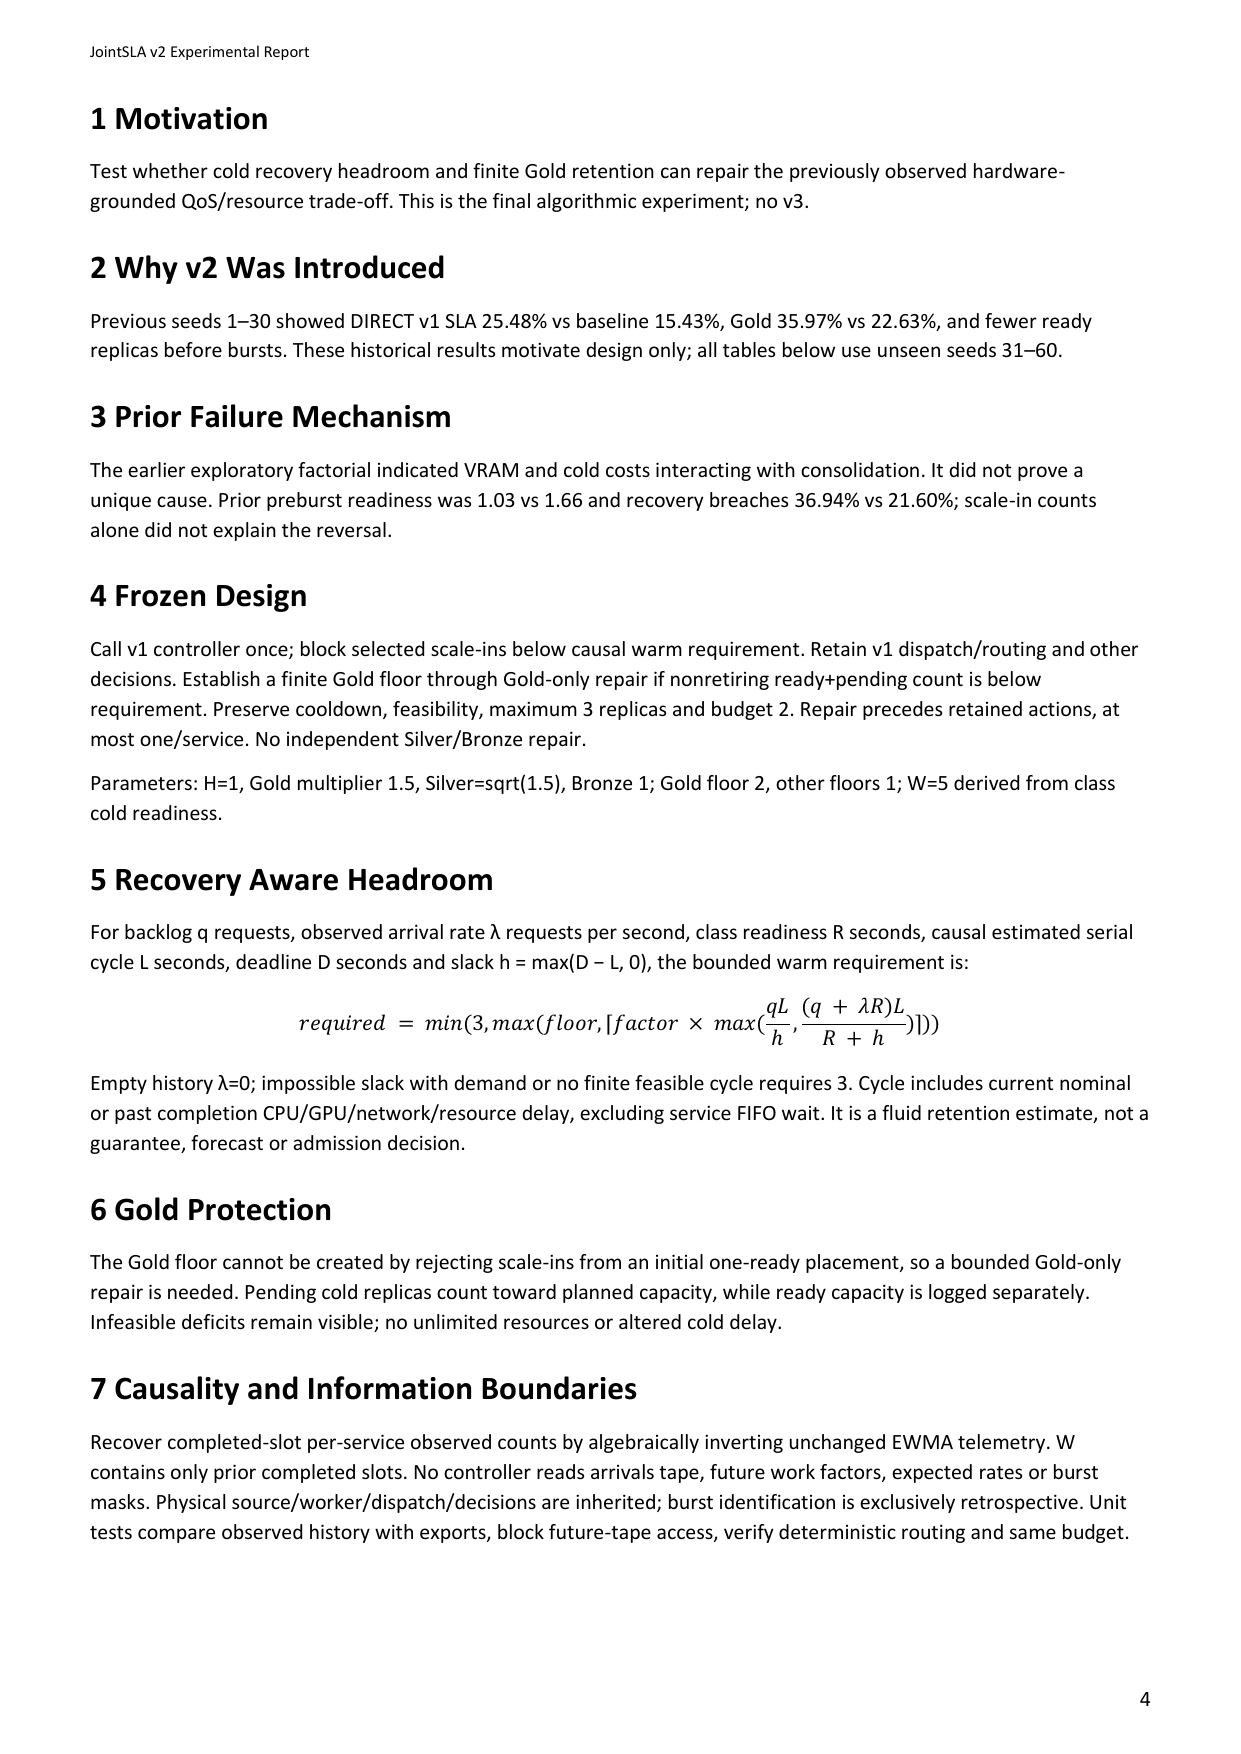 JointSLA v2 Experimental Report
1 Motivation
Test whether cold recovery headroom and finite Gold retention can repair the previously observed hardware-
grounded QoS/resource trade-off. This is the final algorithmic experiment; no v3.
2 Why v2 Was Introduced
Previous seeds 1–30 showed DIRECT v1 SLA 25.48% vs baseline 15.43%, Gold 35.97% vs 22.63%, and fewer ready
replicas before bursts. These historical results motivate design only; all tables below use unseen seeds 31–60.
3 Prior Failure Mechanism
The earlier exploratory factorial indicated VRAM and cold costs interacting with consolidation. It did not prove a
unique cause. Prior preburst readiness was 1.03 vs 1.66 and recovery breaches 36.94% vs 21.60%; scale-in counts
alone did not explain the reversal.
4 Frozen Design
Call v1 controller once; block selected scale-ins below causal warm requirement. Retain v1 dispatch/routing and other
decisions. Establish a finite Gold floor through Gold-only repair if nonretiring ready+pending count is below
requirement. Preserve cooldown, feasibility, maximum 3 replicas and budget 2. Repair precedes retained actions, at
most one/service. No independent Silver/Bronze repair.
Parameters: H=1, Gold multiplier 1.5, Silver=sqrt(1.5), Bronze 1; Gold floor 2, other floors 1; W=5 derived from class
cold readiness.
5 Recovery Aware Headroom
For backlog q requests, observed arrival rate λ requests per second, class readiness R seconds, causal estimated serial
cycle L seconds, deadline D seconds and slack h = max(D − L, 0), the bounded warm requirement is:
required = min(3, max(floor, ⌈factor × max(qL/h, (q + λR)L/(R + h))⌉))
Empty history λ=0; impossible slack with demand or no finite feasible cycle requires 3. Cycle includes current nominal
or past completion CPU/GPU/network/resource delay, excluding service FIFO wait. It is a fluid retention estimate, not a
guarantee, forecast or admission decision.
6 Gold Protection
The Gold floor cannot be created by rejecting scale-ins from an initial one-ready placement, so a bounded Gold-only
repair is needed. Pending cold replicas count toward planned capacity, while ready capacity is logged separately.
Infeasible deficits remain visible; no unlimited resources or altered cold delay.
7 Causality and Information Boundaries
Recover completed-slot per-service observed counts by algebraically inverting unchanged EWMA telemetry. W
contains only prior completed slots. No controller reads arrivals tape, future work factors, expected rates or burst
masks. Physical source/worker/dispatch/decisions are inherited; burst identification is exclusively retrospective. Unit
tests compare observed history with exports, block future-tape access, verify deterministic routing and same budget.
4